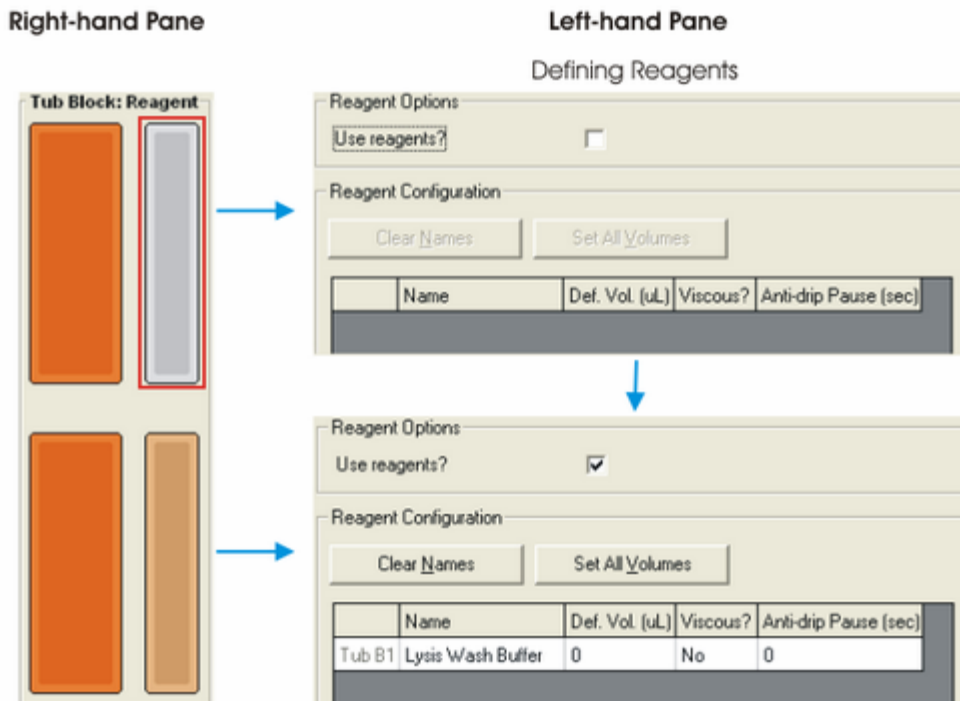 Right-hand Pane
Left-hand Pane
Defining Reagents
Tub Block: Reagent
Reagent Options
Use reagents?
Reagent Configuration
Clear Names
Set All Volumes
Name
Def. Vol. (uL)
Viscous?
Anti-drip Pause (sec)
Reagent Options
Use reagents?
Reagent Configuration
Clear Names
Set All Volumes
Name
Def. Vol. (uL)
Viscous?
Anti-drip Pause (sec)
Tub B1
Lysis Wash Buffer
0
No
0